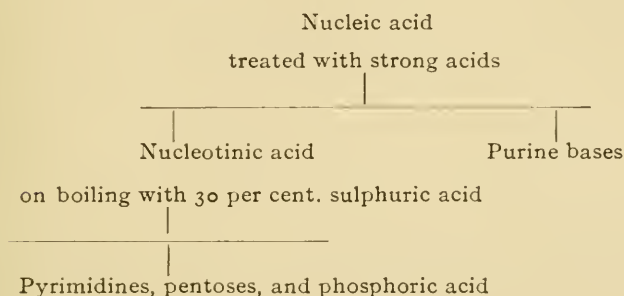 Nucleic acid
treated with strong acids
Nucleotinic acid Purine bases
on boiling with 30 per cent. sulphuric acid
Pyrimidines, pentoses, and phosphoric acid